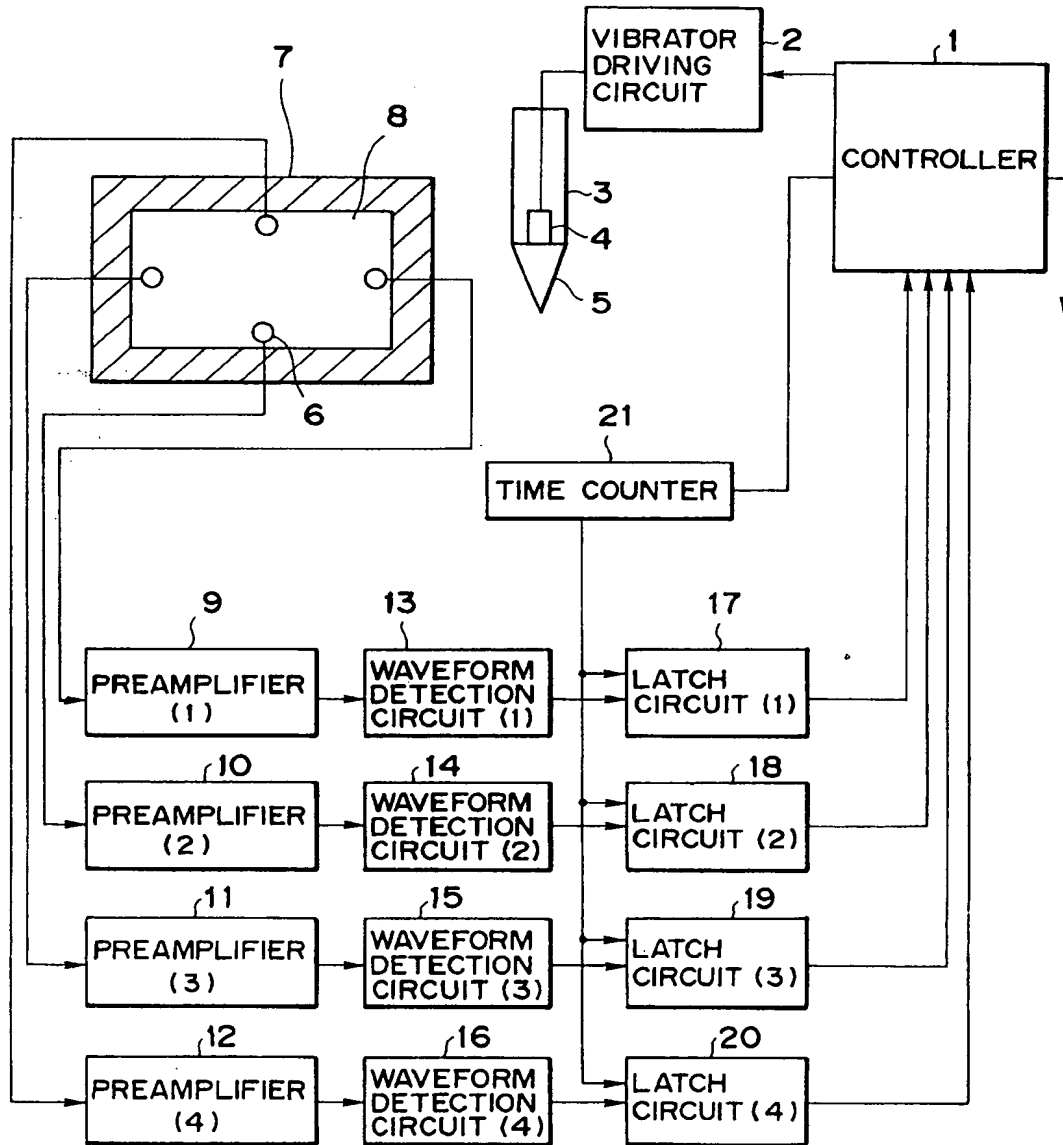 1
2
VIBRATOR
DRIVING
CIRCUIT
7
8
CONTROLLER
3
4
5
6
21
TIME COUNTER
9
13
17
PREAMPLIFIER
(1)
WAVEFORM
DETECTION
CIRCUIT (1)
LATCH
CIRCUIT (1)
10
14
18
PREAMPLIFIER
(2)
WAVEFORM
DETECTION
CIRCUIT (2)
LATCH
CIRCUIT (2)
11
15
19
PREAMPLIFIER
(3)
WAVEFORM
DETECTION
CIRCUIT (3)
LATCH
CIRCUIT (3)
12
16
20
PREAMPLIFIER
(4)
WAVEFORM
DETECTION
CIRCUIT (4)
LATCH
CIRCUIT (4)